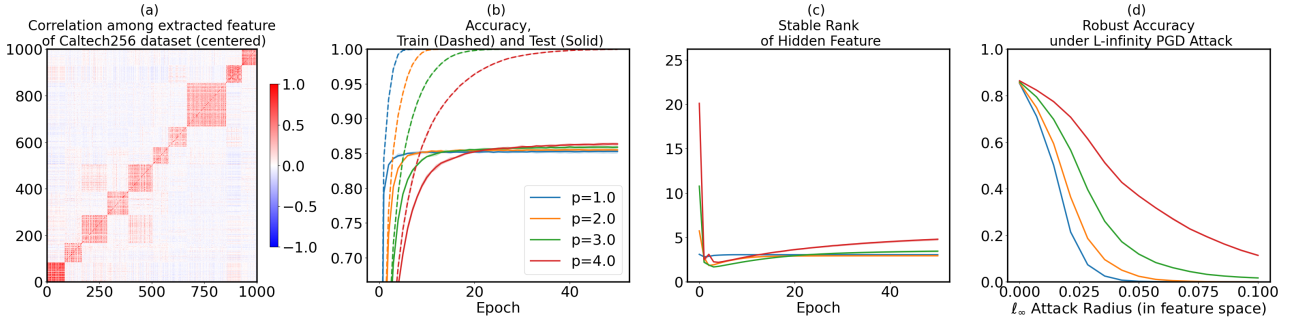 (a)
Correlation among extracted feature
of Caltech256 dataset (centered)
1000
800
600
400
200
0
0 250 500 750 1000
1.0
0.5
0.0
−0.5
−1.0
(b)
Accuracy,
Train (Dashed) and Test (Solid)
1.00
0.95
0.90
0.85
0.80
0.75
0.70
0 20 40
Epoch
p=1.0
p=2.0
p=3.0
p=4.0
(c)
Stable Rank
of Hidden Feature
25
20
15
10
5
0
0 20 40
Epoch
(d)
Robust Accuracy
under L-infinity PGD Attack
1.0
0.8
0.6
0.4
0.2
0.0
0.000 0.025 0.050 0.075 0.100
ℓ∞ Attack Radius (in feature space)